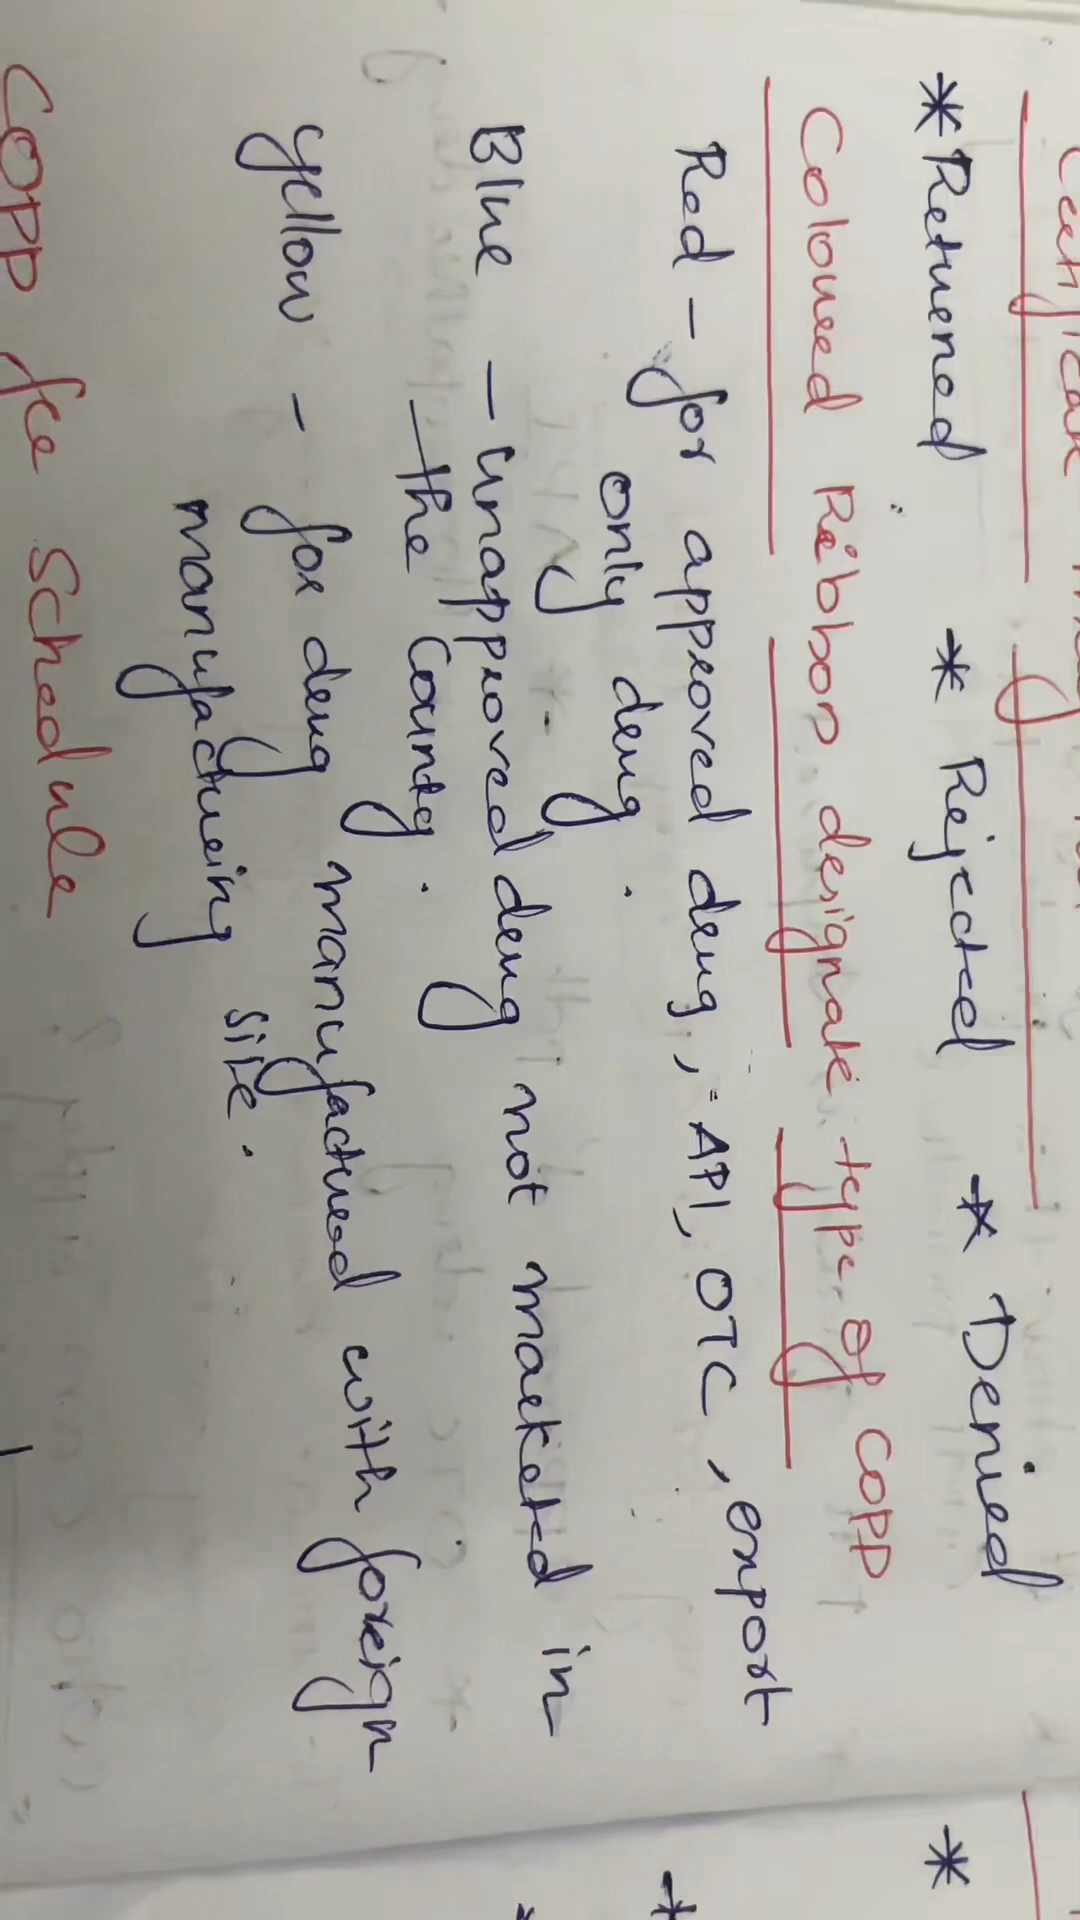 * Returned * Rejected * Denied
Coloured Ribbon designate type of COPP
Red - for approved drug, API, OTC, export
only drug.
Blue - unapproved drug not marketed in
the County.
yellow - for drug manufactured with foreign
manufacturing site.
COPP fee Schedule